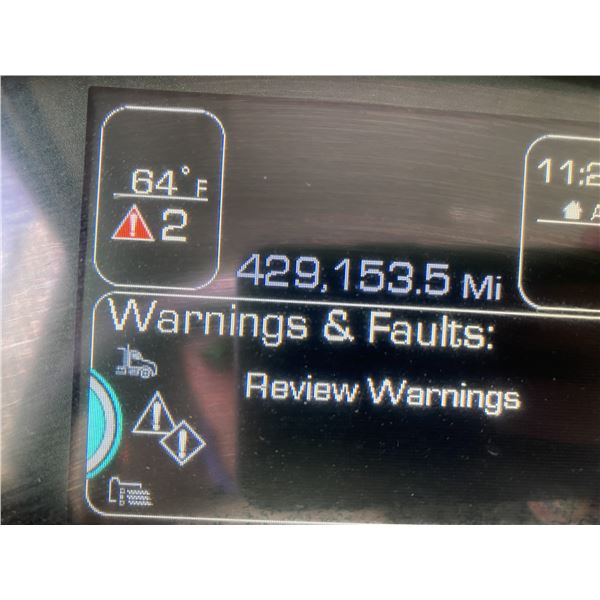 64°F
2
11:2
A
429,153.5 Mi
Warnings & Faults:
Review Warnings